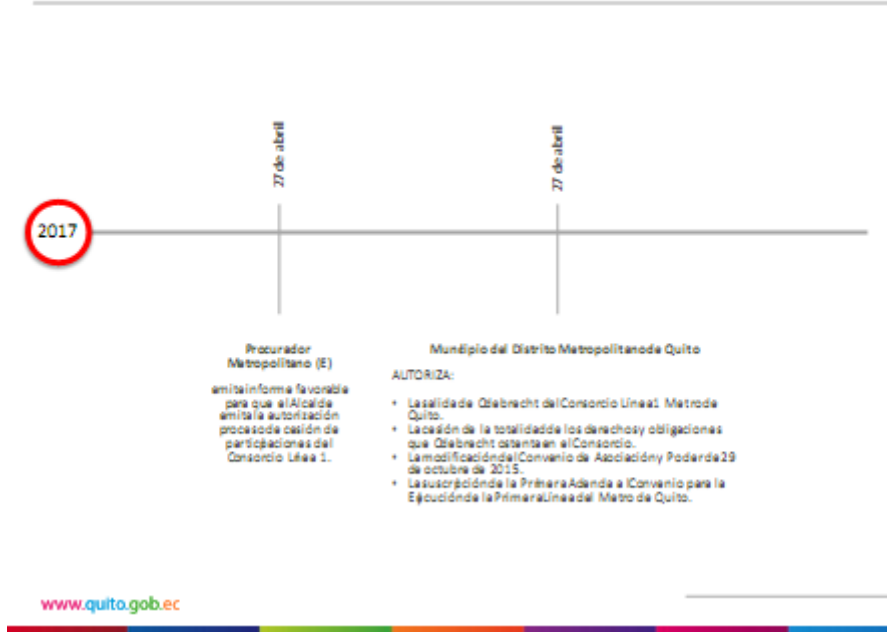 27 de abril
27 de abril
2017
Procurador
Metropolitano (E)
emite informe favorable
para que el Alcalde
emita la autorización
proceso de cesión de
participaciones del
Consorcio Línea 1.
Municipio del Distrito Metropolitano de Quito
AUTORIZA:
• La salida de Odebrecht del Consorcio Línea 1 Metro de
Quito.
• La cesión de la totalidad de los derechos y obligaciones
que Odebrecht ostenta en el Consorcio.
• La modificación del Convenio de Asociación y Poder de 29
de octubre de 2015.
• La suscripción de la Primera Adenda al Convenio para la
Ejecución de la Primera Línea del Metro de Quito.
www.quito.gob.ec